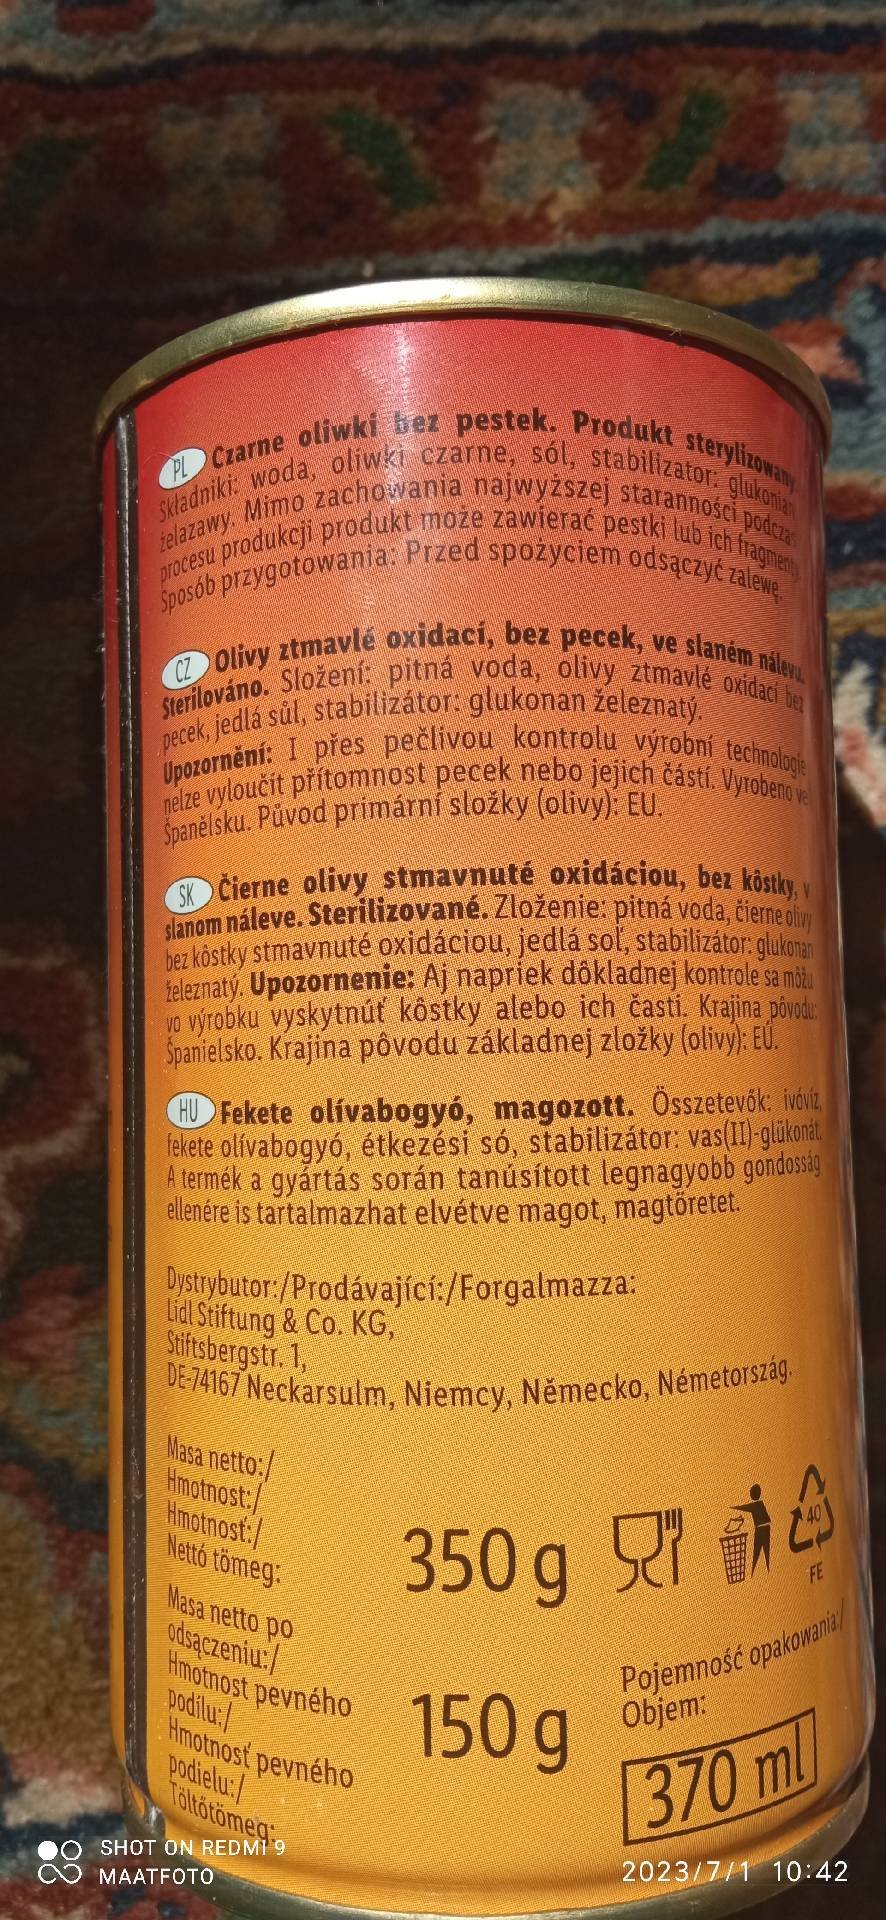 PL Czarne oliwki bez pestek. Produkt sterylizowany
Składniki: woda, oliwki czarne, sól, stabilizator: glukonian
żelazawy. Mimo zachowania najwyższej staranności podczas
procesu produkcji produkt może zawierać pestki lub ich fragmenty.
Sposób przygotowania: Przed spożyciem odsączyć zalewę.
CZ Olivy ztmavlé oxidací, bez pecek, ve slaném nálevu.
Sterilováno. Složení: pitná voda, olivy ztmavlé oxidací bez
pecek, jedlá sůl, stabilizátor: glukonan železnatý.
Upozornění: I přes pečlivou kontrolu výrobní technologie
nelze vyloučit přítomnost pecek nebo jejich částí. Vyrobeno ve
Španělsku. Původ primární složky (olivy): EU.
SK Čierne olivy stmavnuté oxidáciou, bez kôstky, v
slanom náleve. Sterilizované. Zloženie: pitná voda, čierne olivy
bez kôstky stmavnuté oxidáciou, jedlá soľ, stabilizátor: glukonan
železnatý. Upozornenie: Aj napriek dôkladnej kontrole sa môžu
vo výrobku vyskytnúť kôstky alebo ich časti. Krajina pôvodu:
Španielsko. Krajina pôvodu základnej zložky (olivy): EÚ.
HU Fekete olívabogyó, magozott. Összetevők: ivóvíz,
fekete olívabogyó, étkezési só, stabilizátor: vas(II)-glükonát.
A termék a gyártás során tanúsított legnagyobb gondosság
ellenére is tartalmazhat elvétve magot, magtöretet.
Dystrybutor:/Prodávající:/Forgalmazza:
Lidl Stiftung & Co. KG,
Stiftsbergstr. 1,
DE-74167 Neckarsulm, Niemcy, Německo, Németország.
Masa netto:/
Hmotnost:/
Hmotnosť:/
Nettó tömeg:
350 g
40
FE
Masa netto po
odsączeniu:/
Hmotnost pevného
podílu:/
Hmotnosť pevného
podielu:/
Töltőtömeg:
150 g
Pojemność opakowania:/
Objem:
370 ml
SHOT ON REDMI 9
MAATFOTO
2023/7/1 10:42